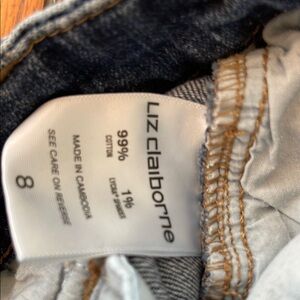 Liz claiborne
99% 1%
COTTON LYCRA® SPANDEX
MADE IN CAMBODIA
SEE CARE ON REVERSE
8